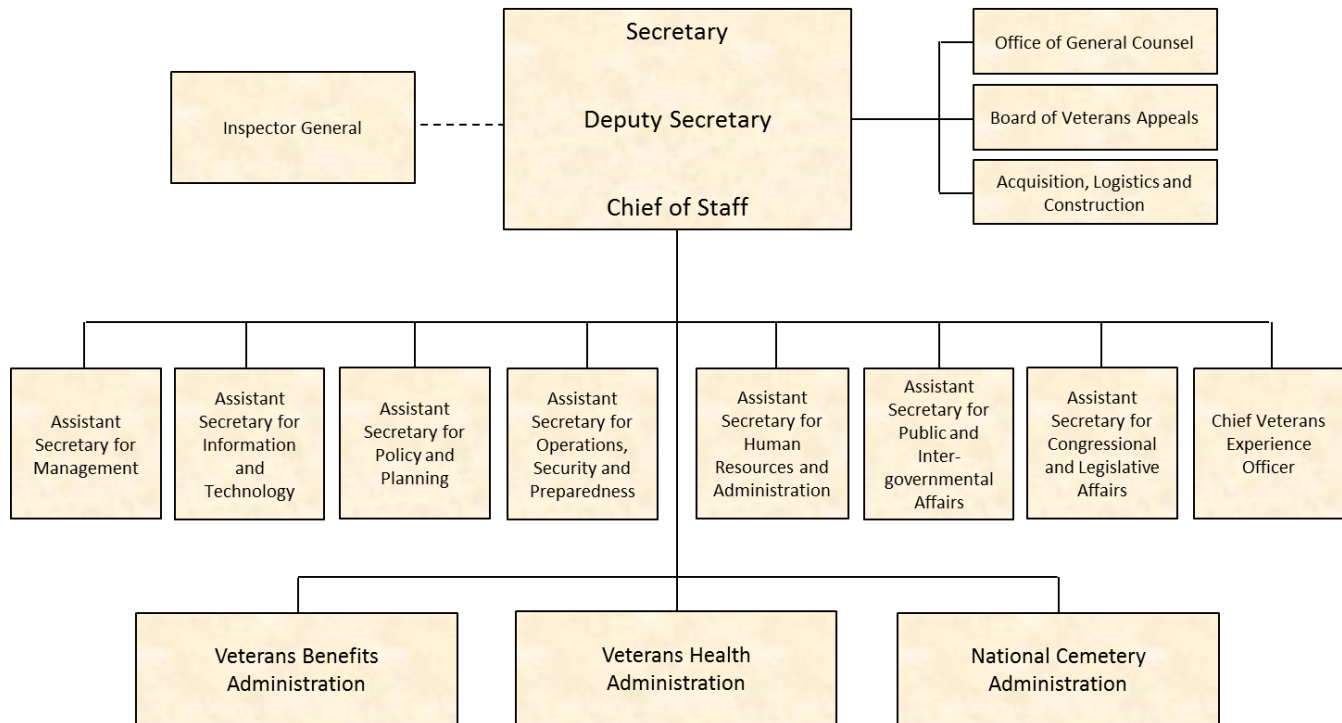 Secretary
Deputy Secretary
Chief of Staff
Inspector General
Office of General Counsel
Board of Veterans Appeals
Acquisition, Logistics and
Construction
Assistant
Secretary for
Management
Assistant
Secretary for
Information
and
Technology
Assistant
Secretary for
Policy and
Planning
Assistant
Secretary for
Operations,
Security and
Preparedness
Assistant
Secretary for
Human
Resources and
Administration
Assistant
Secretary for
Public and
Inter-
governmental
Affairs
Assistant
Secretary for
Congressional
and Legislative
Affairs
Chief Veterans
Experience
Officer
Veterans Benefits
Administration
Veterans Health
Administration
National Cemetery
Administration